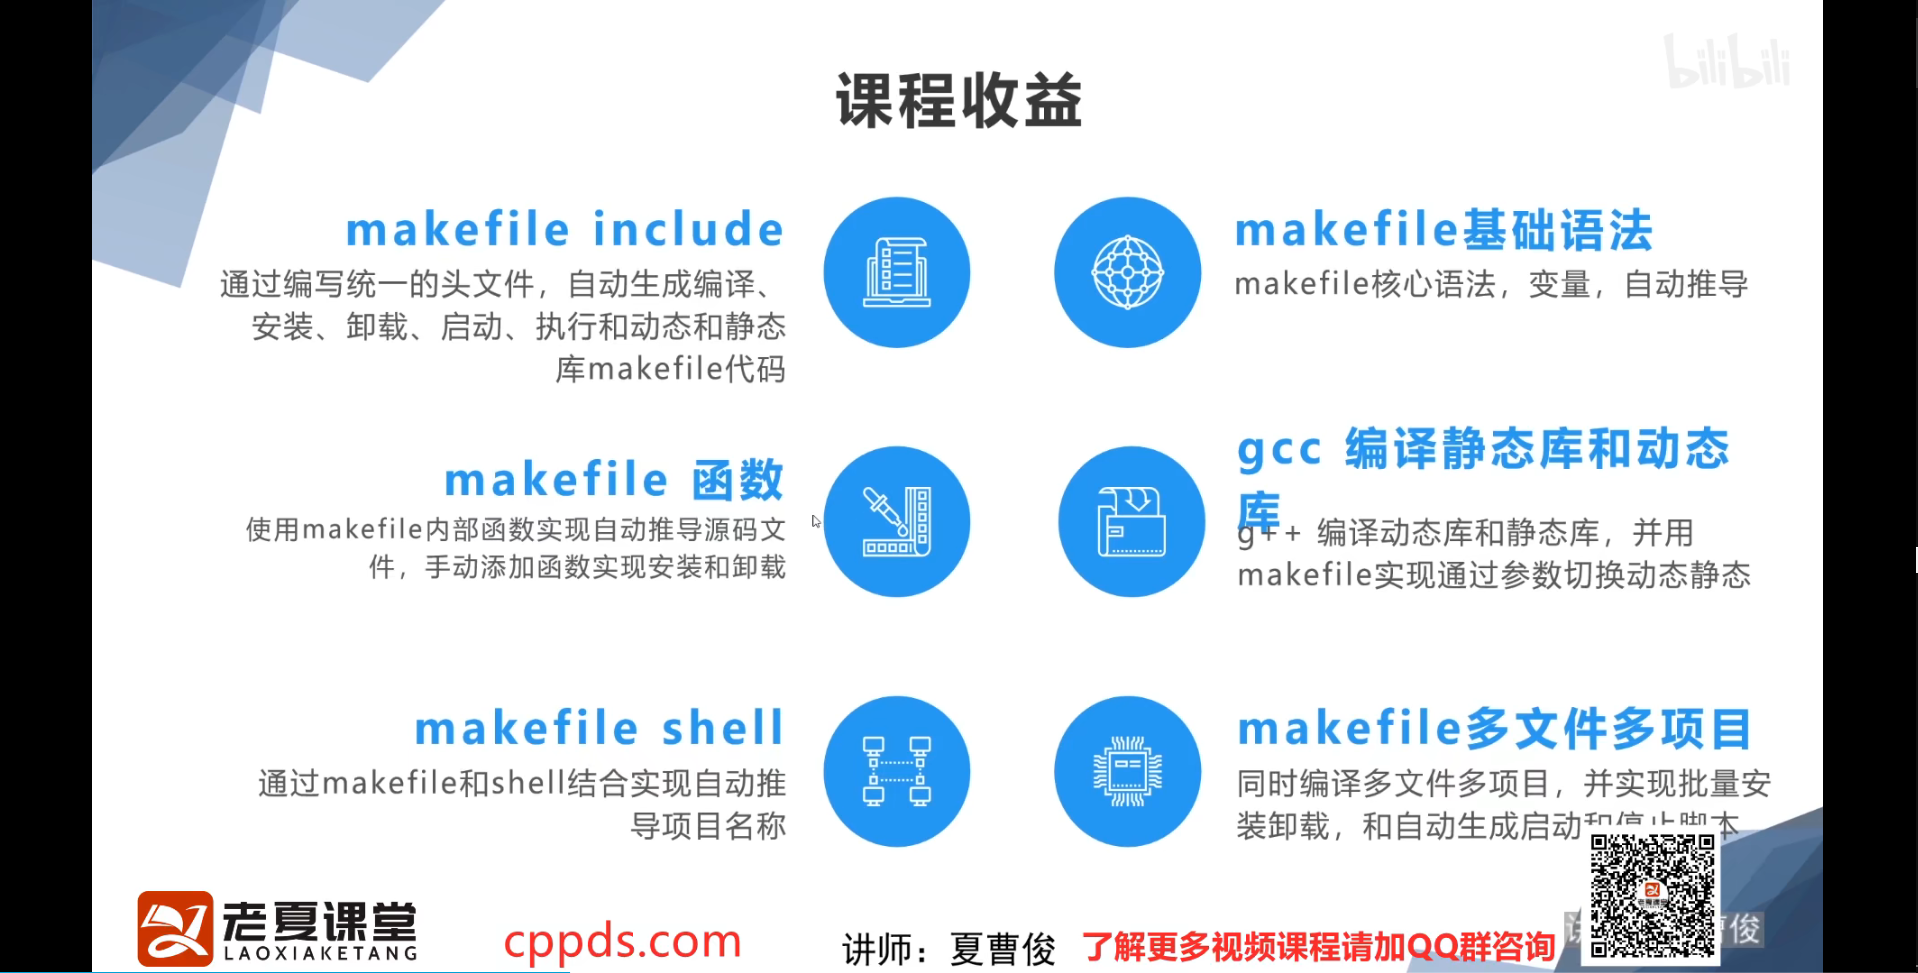 bilibili
课程收益
makefile include
通过编写统一的头文件，自动生成编译、
安装、卸载、启动、执行和动态和静态
库makefile代码
makefile基础语法
makefile核心语法，变量，自动推导
makefile 函数
使用makefile内部函数实现自动推导源码文
件，手动添加函数实现安装和卸载
gcc 编译静态库和动态
库
g++ 编译动态库和静态库，并用
makefile实现通过参数切换动态静态
makefile shell
通过makefile和shell结合实现自动推
导项目名称
makefile多文件多项目
同时编译多文件多项目，并实现批量安
装卸载，和自动生成启动和停止脚本
老夏课堂
LAOXIAKETANG
cppds.com
讲师：夏曹俊
了解更多视频课程请加QQ群咨询